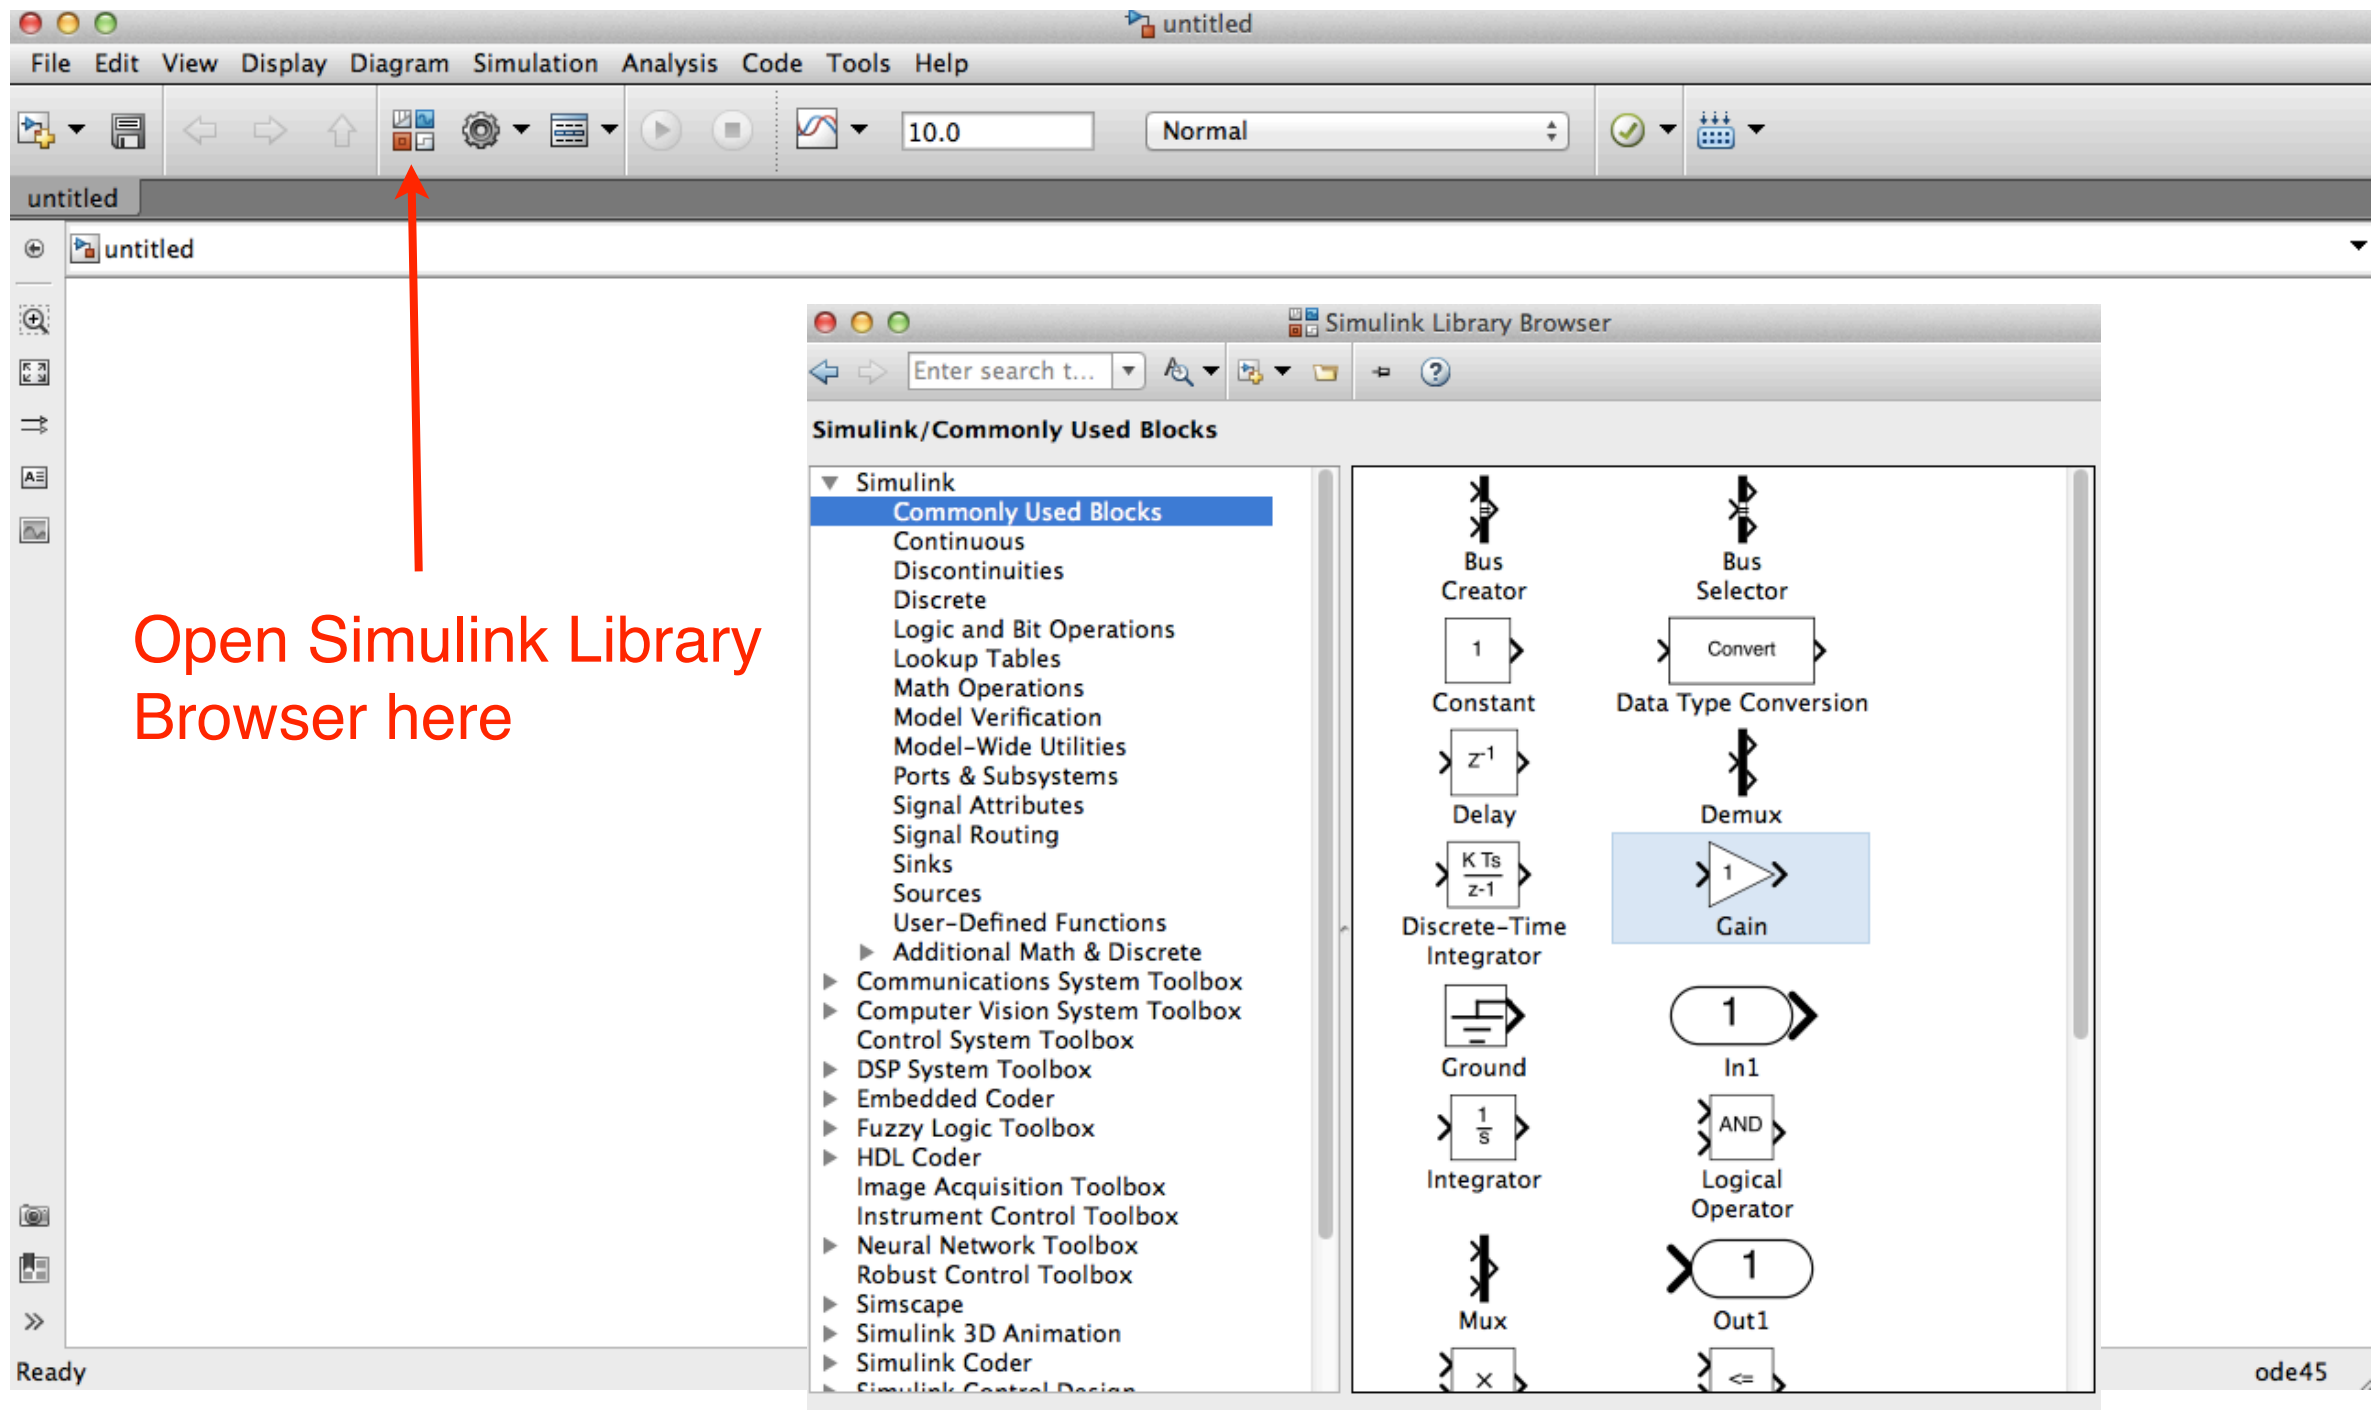 untitled
File Edit View Display Diagram Simulation Analysis Code Tools Help
10.0 Normal
untitled
untitled
Open Simulink Library
Browser here
Simulink Library Browser
Enter search t...
Simulink/Commonly Used Blocks
Simulink
Commonly Used Blocks
Continuous
Discontinuities
Discrete
Logic and Bit Operations
Lookup Tables
Math Operations
Model Verification
Model-Wide Utilities
Ports & Subsystems
Signal Attributes
Signal Routing
Sinks
Sources
User-Defined Functions
Additional Math & Discrete
Communications System Toolbox
Computer Vision System Toolbox
Control System Toolbox
DSP System Toolbox
Embedded Coder
Fuzzy Logic Toolbox
HDL Coder
Image Acquisition Toolbox
Instrument Control Toolbox
Neural Network Toolbox
Robust Control Toolbox
Simscape
Simulink 3D Animation
Simulink Coder
Simulink Control Design
Bus
Creator
Bus
Selector
1
Constant
Convert
Data Type Conversion
z-1
Delay
Demux
K Ts
z-1
Discrete-Time
Integrator
1
Gain
Ground
1
In1
1
s
Integrator
AND
Logical
Operator
Mux
1
Out1
×
<=
Ready
ode45